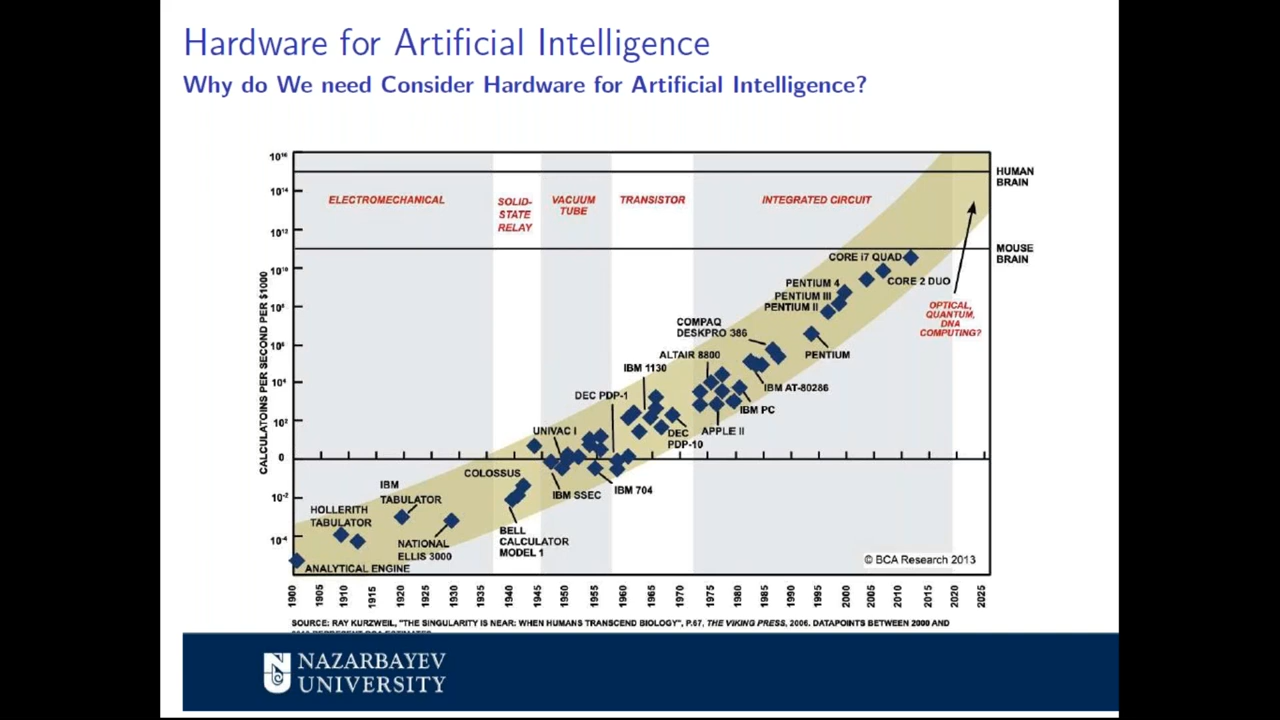 Hardware for Artificial Intelligence
Why do We need Consider Hardware for Artificial Intelligence?
10¹⁶
10¹⁴
10¹²
10¹⁰
10⁸
10⁶
10⁴
10²
0
10⁻²
10⁻⁴
CALCULATOINS PER SECOND PER $1000
ELECTROMECHANICAL
SOLID-
STATE
RELAY
VACUUM
TUBE
TRANSISTOR
INTEGRATED CIRCUIT
HUMAN
BRAIN
MOUSE
BRAIN
CORE i7 QUAD
CORE 2 DUO
PENTIUM 4
PENTIUM III
PENTIUM II
OPTICAL,
QUANTUM,
DNA
COMPUTING?
COMPAQ
DESKPRO 386
PENTIUM
ALTAIR 8800
IBM 1130
IBM AT-80286
DEC PDP-1
IBM PC
UNIVAC I
DEC
PDP-10
APPLE II
COLOSSUS
IBM
TABULATOR
IBM SSEC
IBM 704
HOLLERITH
TABULATOR
NATIONAL
ELLIS 3000
BELL
CALCULATOR
MODEL 1
ANALYTICAL ENGINE
© BCA Research 2013
1900
1905
1910
1915
1920
1925
1930
1935
1940
1945
1950
1955
1960
1965
1970
1975
1980
1985
1990
1995
2000
2005
2010
2015
2020
2025
SOURCE: RAY KURZWEIL, "THE SINGULARITY IS NEAR: WHEN HUMANS TRANSCEND BIOLOGY", P.67, THE VIKING PRESS, 2006. DATAPOINTS BETWEEN 2000 AND
NAZARBAYEV
UNIVERSITY